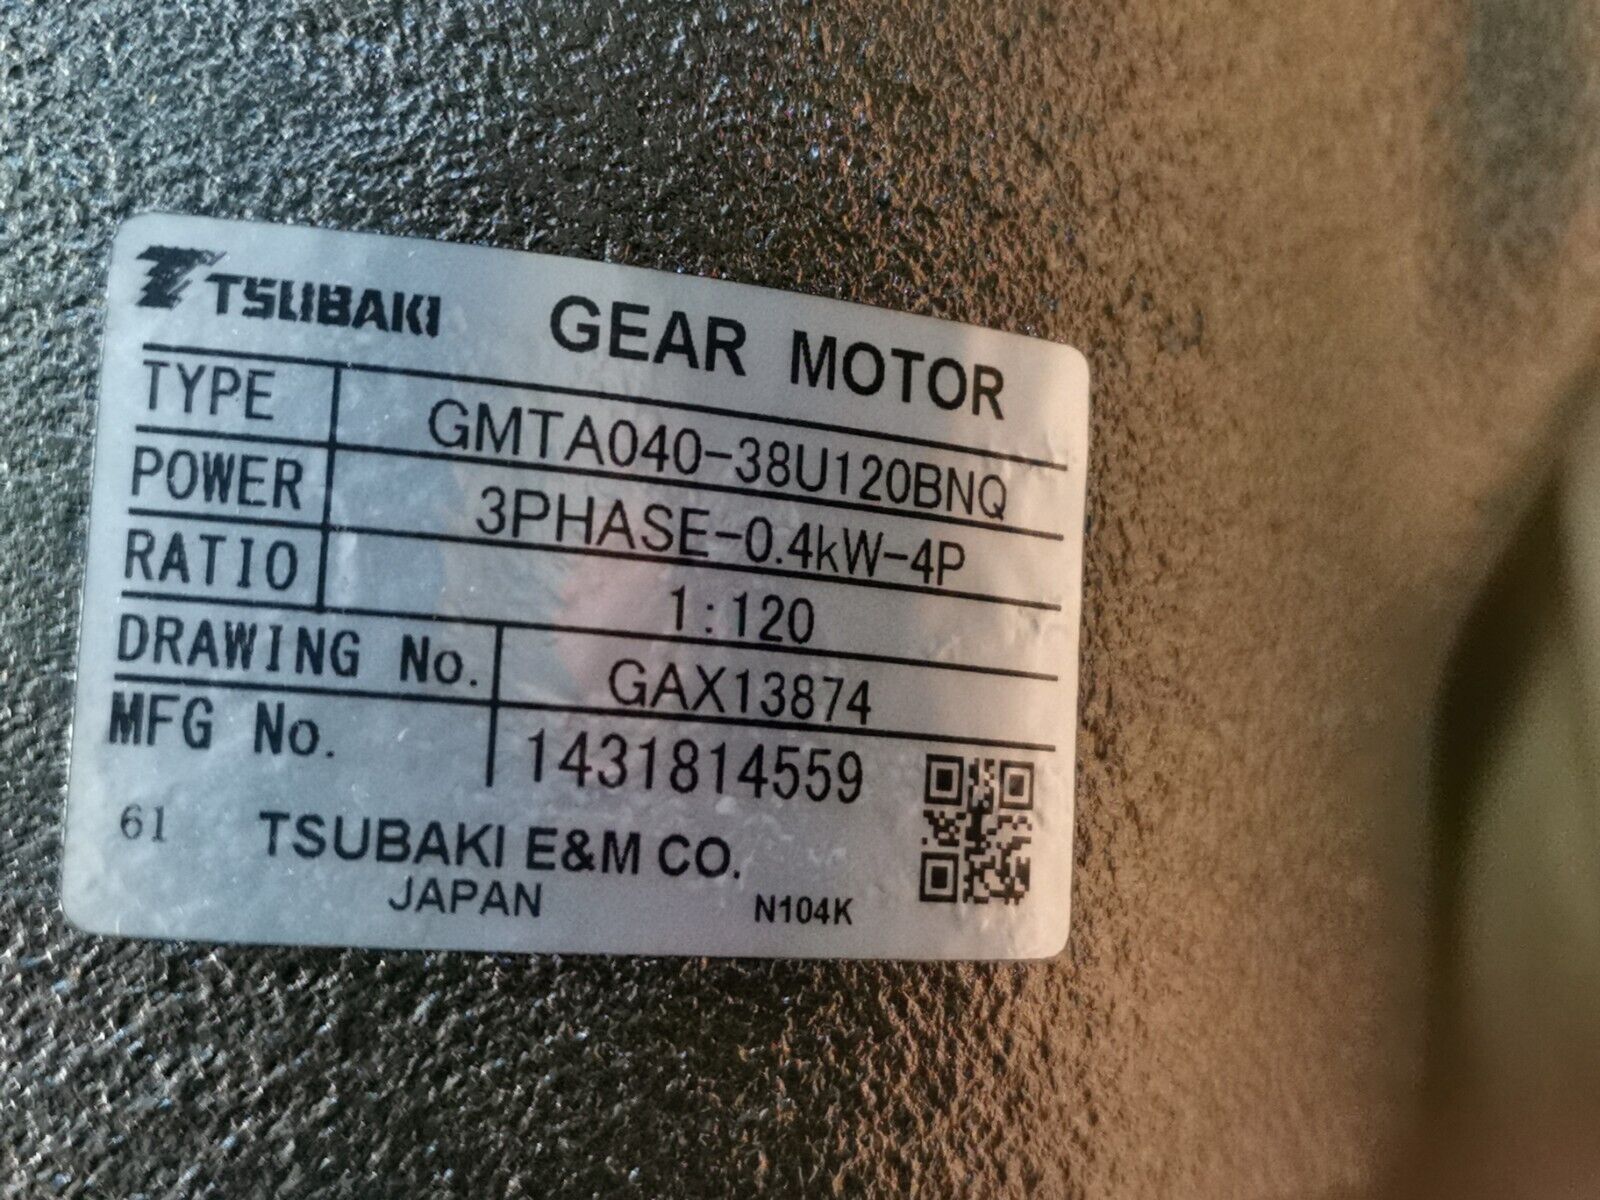 TSUBAKI GEAR MOTOR
TYPE GMTA040-38U120BNQ
POWER 3PHASE-0.4kW-4P
RATIO 1:120
DRAWING No. GAX13874
MFG No. 1431814559
61 TSUBAKI E&M CO.
JAPAN N104K